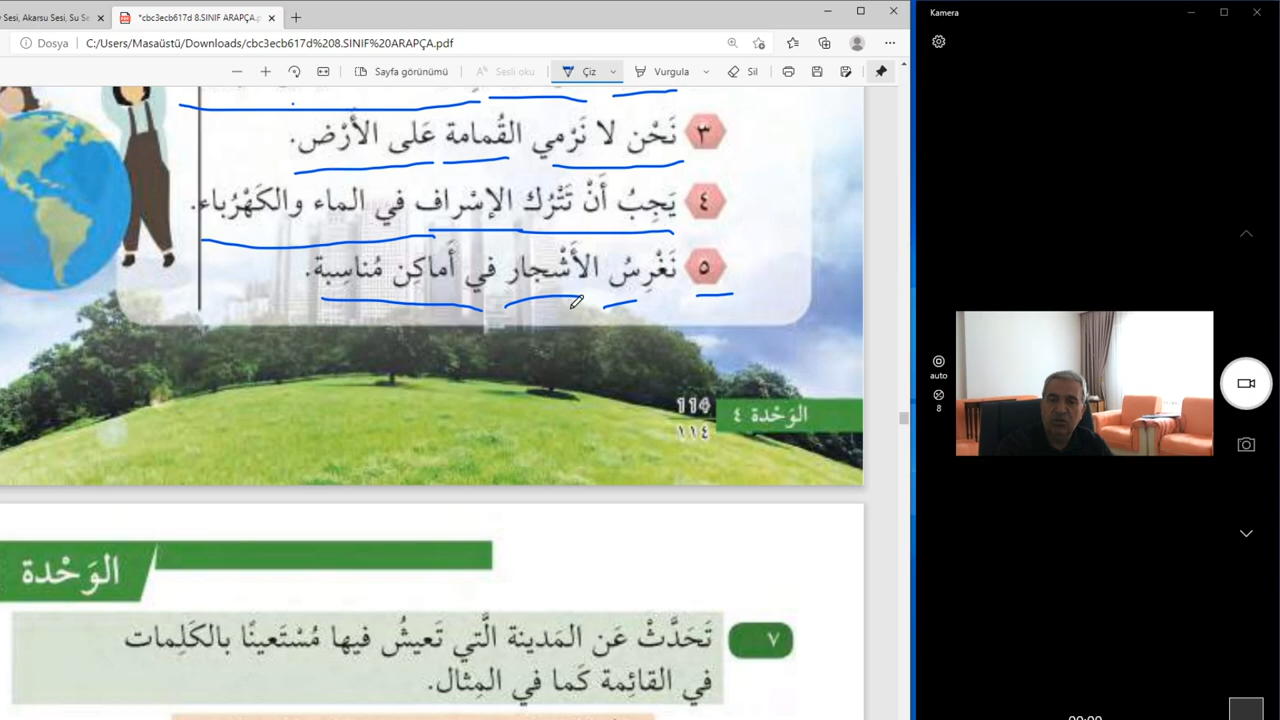 Sesi, Akarsu Sesi, Su Se
*cbc3ecb617d 8.SINIF ARAPÇA.p
Kamera
Dosya
C:/Users/Masaüstü/Downloads/cbc3ecb617d%208.SINIF%20ARAPÇA.pdf
Sayfa görünümü
Sesli oku
Çiz
Vurgula
Sil
٣ نَحْن لا نَرْمي القُمامة عَلى الأَرْض.
٤ يَجِبُ أَنْ تَتْرُك الإسْراف في الماء والكَهْرُباء.
٥ نَغْرِسُ الأَشْجار في أَماكِن مُناسِبة.
auto
8
114
١١٤
الوَحْدة ٤
الوَحْدة
٧ تَحَدَّثْ عَن المَدينة الَّتي تَعيشُ فيها مُسْتَعينًا بالكَلِمات
في القائِمة كَما في المِثال.